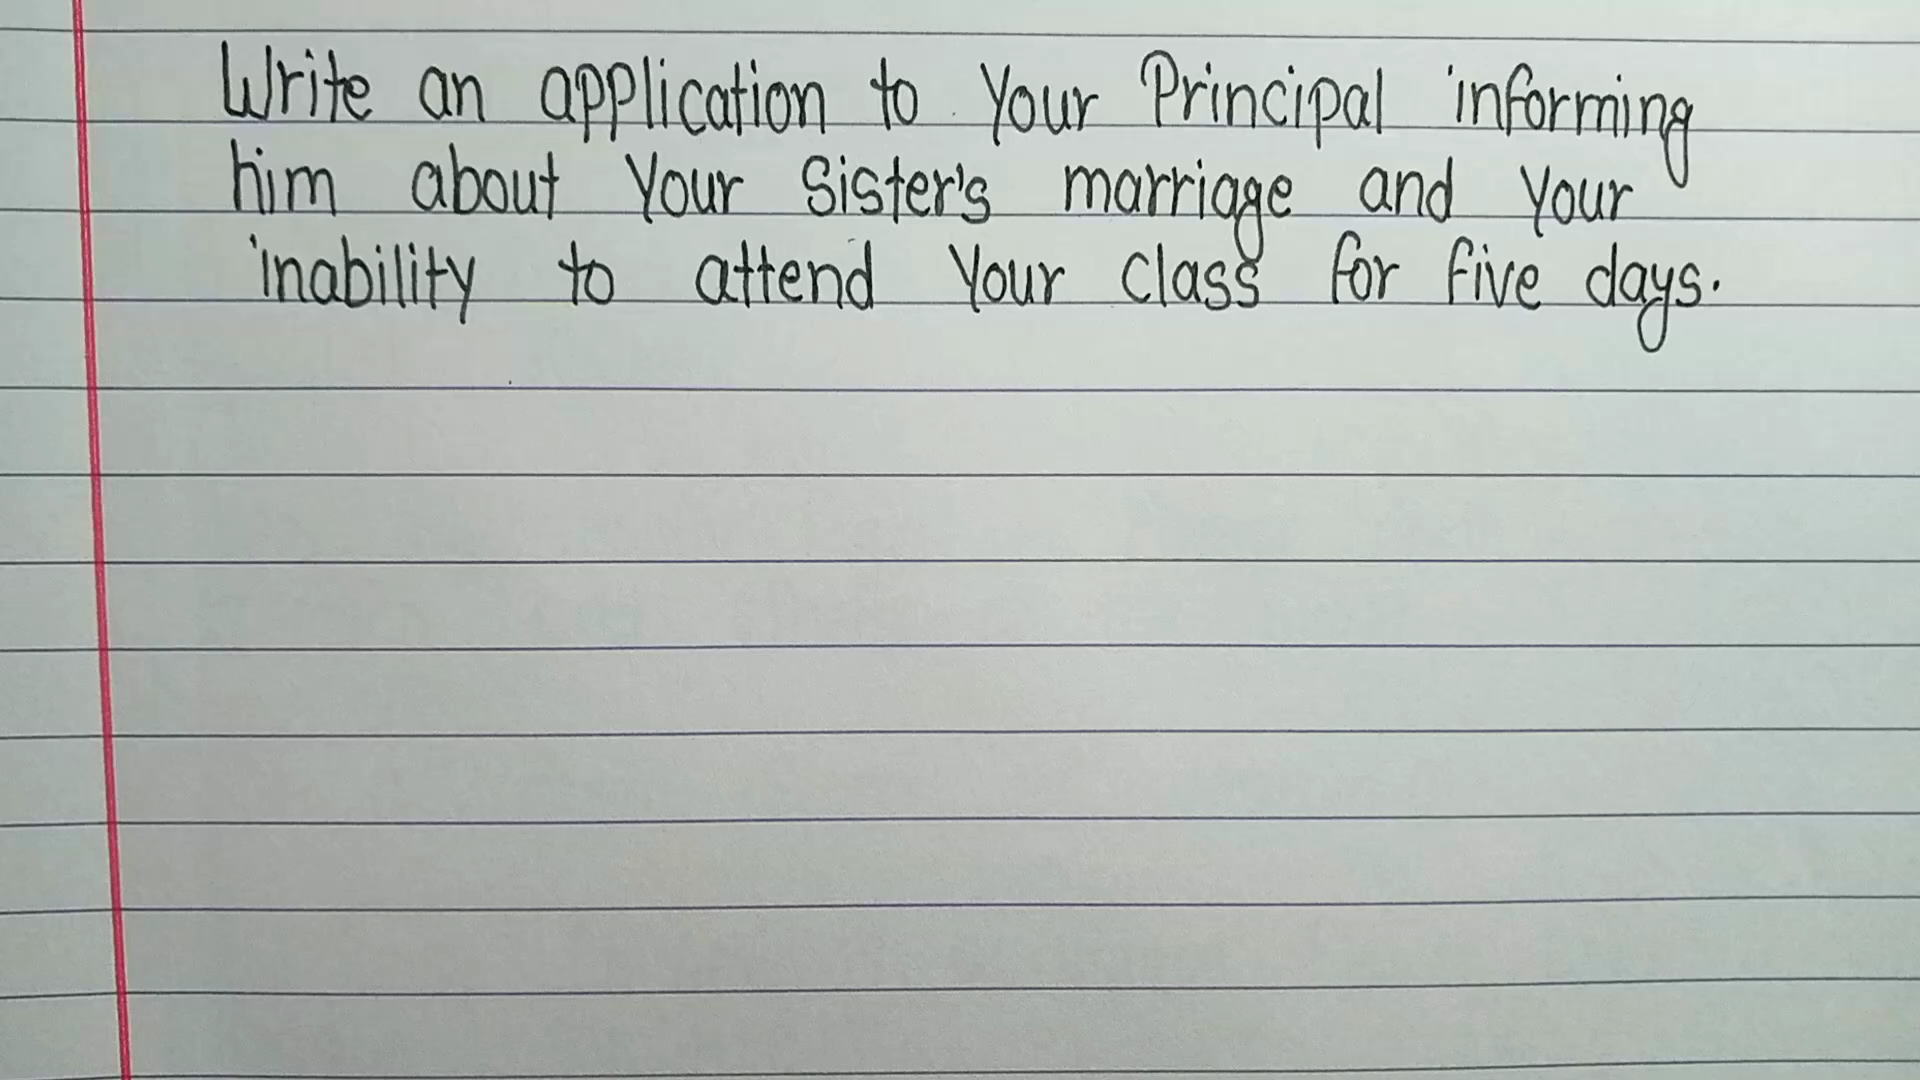 Write an application to Your Principal informing
him about Your Sister's marriage and Your
inability to attend Your class for five days.